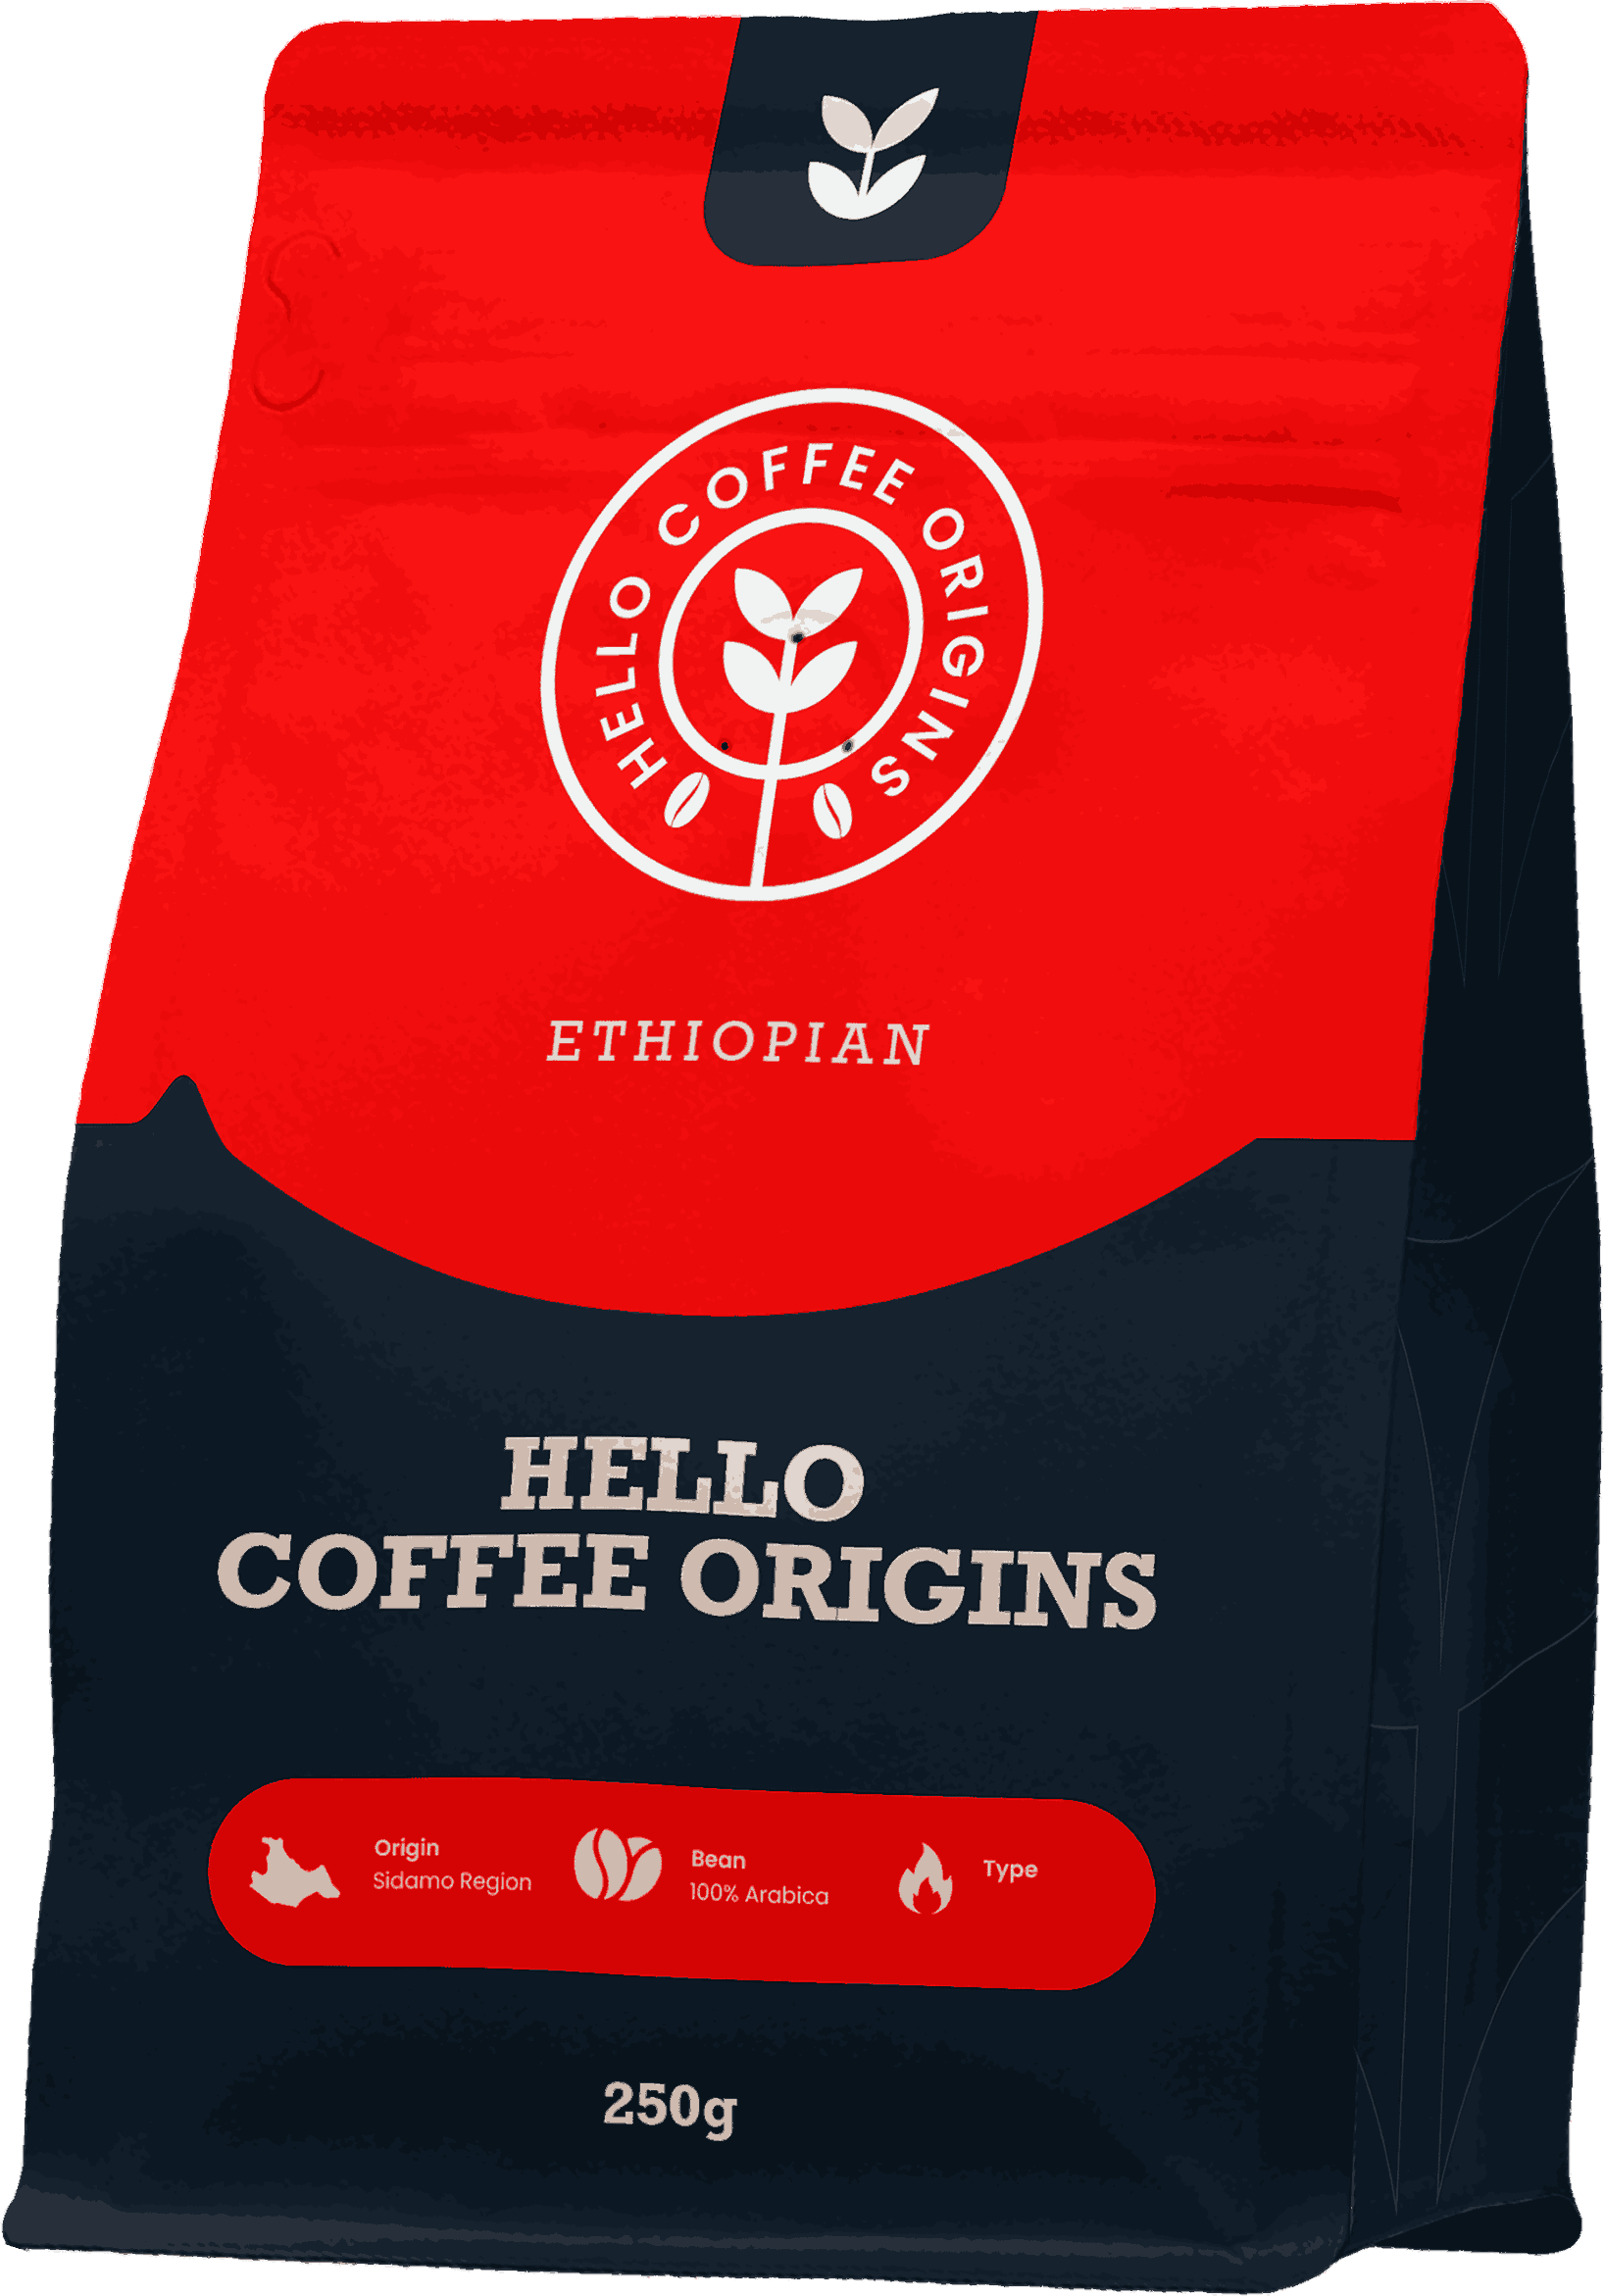 HELLO COFFEE ORIGINS
ETHIOPIAN
HELLO
COFFEE ORIGINS
Origin
Sidamo Region
Bean
100% Arabica
Type
250g